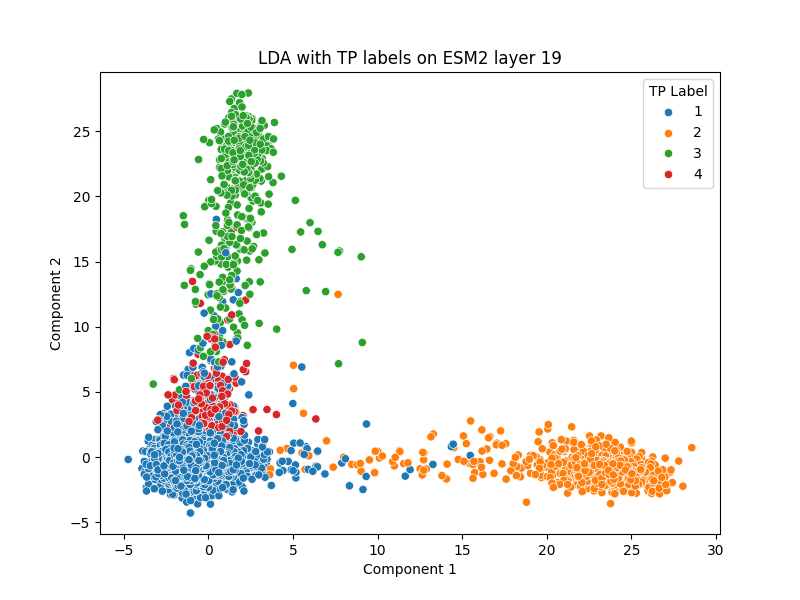 LDA with TP labels on ESM2 layer 19
TP Label
1
2
3
4
Component 2
25
20
15
10
5
0
−5
−5 0 5 10 15 20 25 30
Component 1